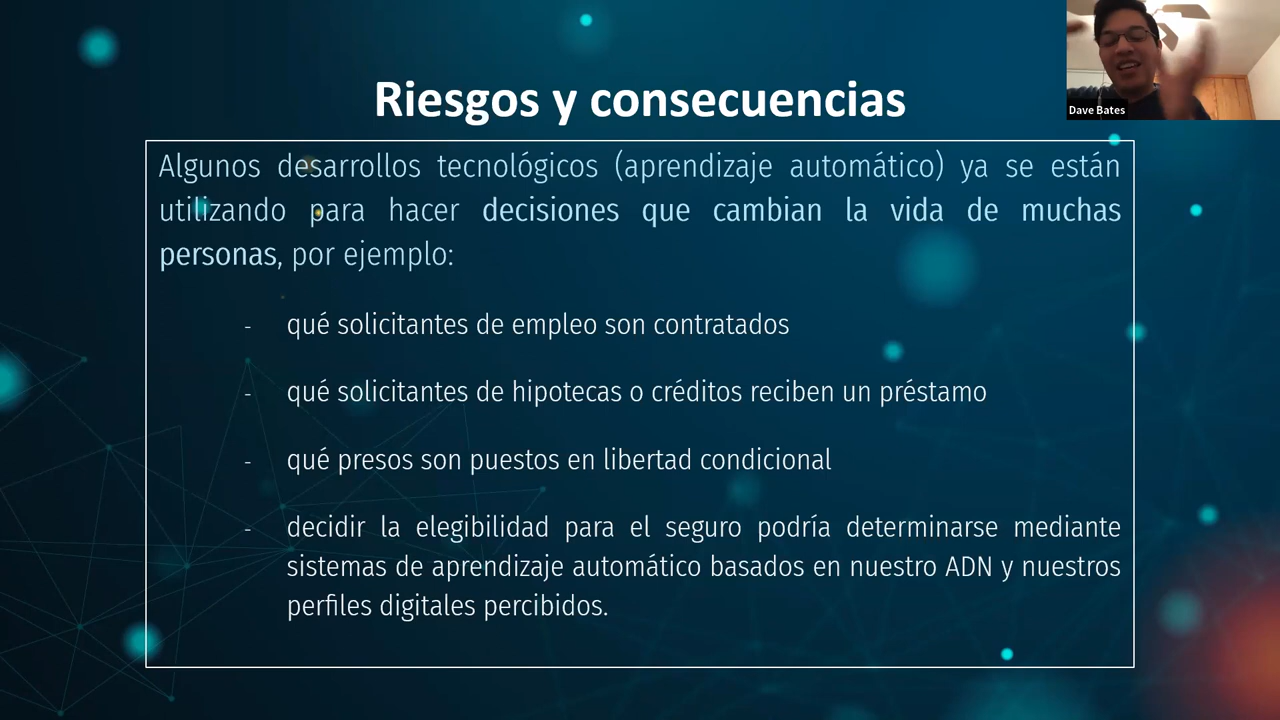 Riesgos y consecuencias
Dave Bates
Algunos desarrollos tecnológicos (aprendizaje automático) ya se están
utilizando para hacer decisiones que cambian la vida de muchas
personas, por ejemplo:
- qué solicitantes de empleo son contratados
- qué solicitantes de hipotecas o créditos reciben un préstamo
- qué presos son puestos en libertad condicional
- decidir la elegibilidad para el seguro podría determinarse mediante
sistemas de aprendizaje automático basados en nuestro ADN y nuestros
perfiles digitales percibidos.